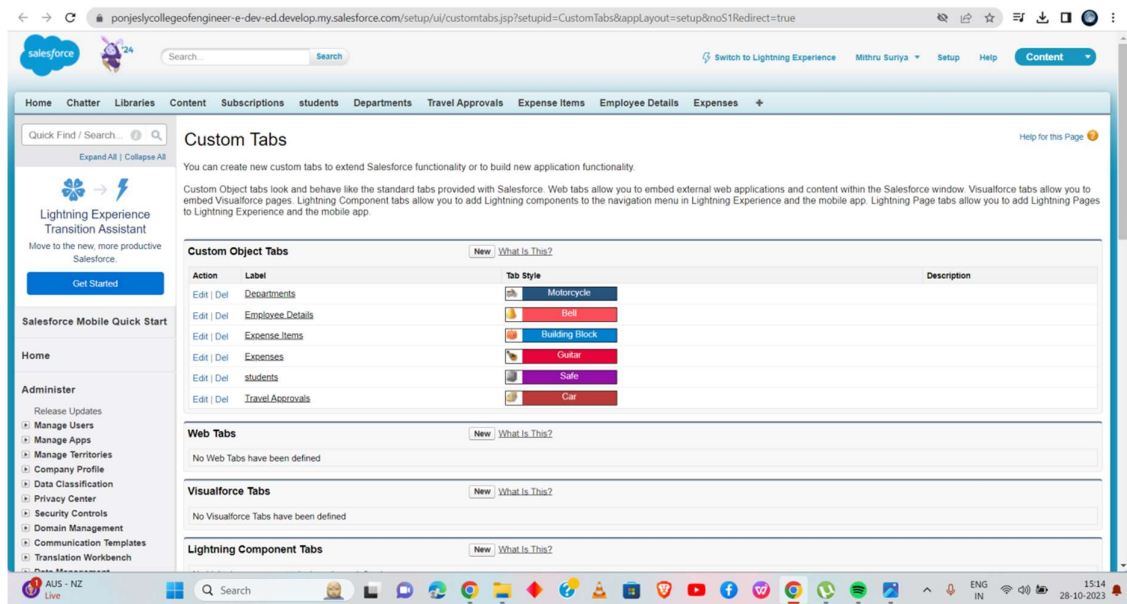 ponjeslycollegeofengineer-e-dev-ed.develop.my.salesforce.com/setup/ui/customtabs.jsp?setupid=CustomTabs&appLayout=setup&noS1Redirect=true
salesforce
'24
Search...
Search
Switch to Lightning Experience
Mithru Suriya
Setup
Help
Content
Home Chatter Libraries Content Subscriptions students Departments Travel Approvals Expense Items Employee Details Expenses +
Quick Find / Search...
Expand All | Collapse All
Lightning Experience
Transition Assistant
Move to the new, more productive
Salesforce.
Get Started
Salesforce Mobile Quick Start
Home
Administer
Release Updates
Manage Users
Manage Apps
Manage Territories
Company Profile
Data Classification
Privacy Center
Security Controls
Domain Management
Communication Templates
Translation Workbench
Data Management
Custom Tabs
Help for this Page
You can create new custom tabs to extend Salesforce functionality or to build new application functionality.
Custom Object tabs look and behave like the standard tabs provided with Salesforce. Web tabs allow you to embed external web applications and content within the Salesforce window. Visualforce tabs allow you to
embed Visualforce pages. Lightning Component tabs allow you to add Lightning components to the navigation menu in Lightning Experience and the mobile app. Lightning Page tabs allow you to add Lightning Pages
to Lightning Experience and the mobile app.
Custom Object Tabs New What Is This?
Action Label Tab Style Description
Edit | Del Departments Motorcycle
Edit | Del Employee Details Bell
Edit | Del Expense Items Building Block
Edit | Del Expenses Guitar
Edit | Del students Safe
Edit | Del Travel Approvals Car
Web Tabs New What Is This?
No Web Tabs have been defined
Visualforce Tabs New What Is This?
No Visualforce Tabs have been defined
Lightning Component Tabs New What Is This?
1
AUS - NZ
Live
Search
ENG
IN
15:14
28-10-2023